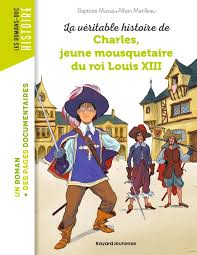 LES ROMANS-DOC
HISTOIRE
Baptiste Massa • Alban Marilleau
La véritable histoire de
Charles,
jeune mousquetaire
du roi Louis XIII
UN ROMAN
+ DES PAGES DOCUMENTAIRES
Bayard Jeunesse